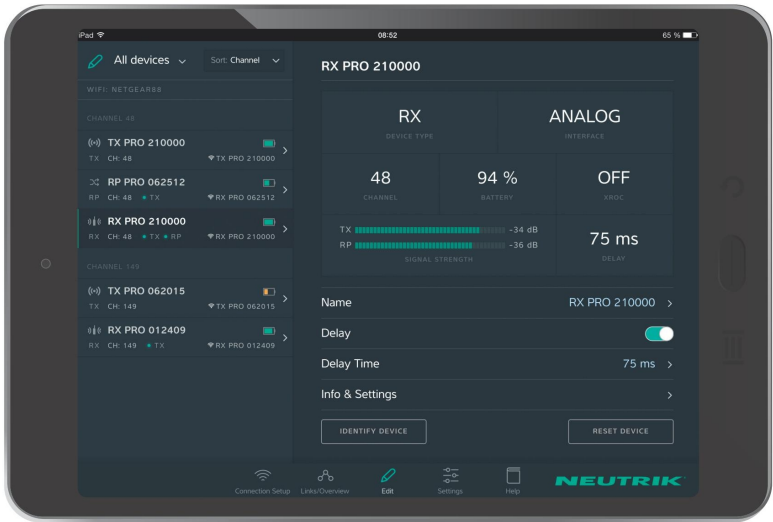 iPad 08:52 65 %
All devices Sort: Channel
WIFI: NETGEAR88
CHANNEL 48
TX PRO 210000
TX CH: 48 TX PRO 210000
RP PRO 062512
RP CH: 48 TX RX PRO 062512
RX PRO 210000
RX CH: 48 TX RP RX PRO 210000
CHANNEL 149
TX PRO 062015
TX CH: 149 TX PRO 062015
RX PRO 012409
RX CH: 149 TX RX PRO 012409
RX PRO 210000
RX ANALOG
DEVICE TYPE INTERFACE
48 94 % OFF
CHANNEL BATTERY XROC
TX -34 dB
RP -36 dB
SIGNAL STRENGTH
75 ms
DELAY
Name RX PRO 210000
Delay
Delay Time 75 ms
Info & Settings
IDENTIFY DEVICE RESET DEVICE
Connection Setup Links/Overview Edit Settings Help
NEUTRIK